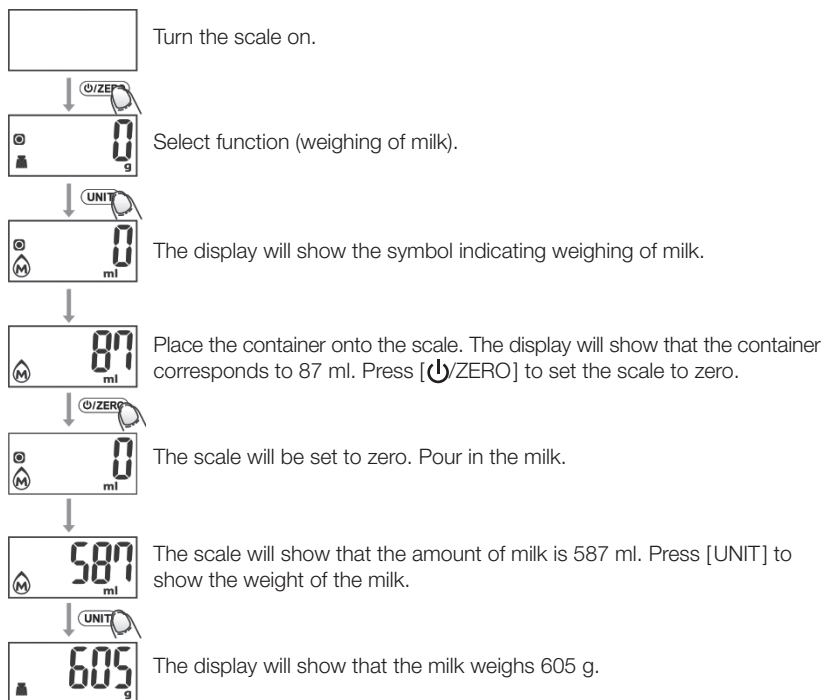 Turn the scale on.
⏻/ZERO
0
g
Select function (weighing of milk).
UNIT
0
M
ml
The display will show the symbol indicating weighing of milk.
87
M
ml
Place the container onto the scale. The display will show that the container
corresponds to 87 ml. Press [⏻/ZERO] to set the scale to zero.
⏻/ZERO
0
M
ml
The scale will be set to zero. Pour in the milk.
587
M
ml
The scale will show that the amount of milk is 587 ml. Press [UNIT] to
show the weight of the milk.
UNIT
605
g
The display will show that the milk weighs 605 g.